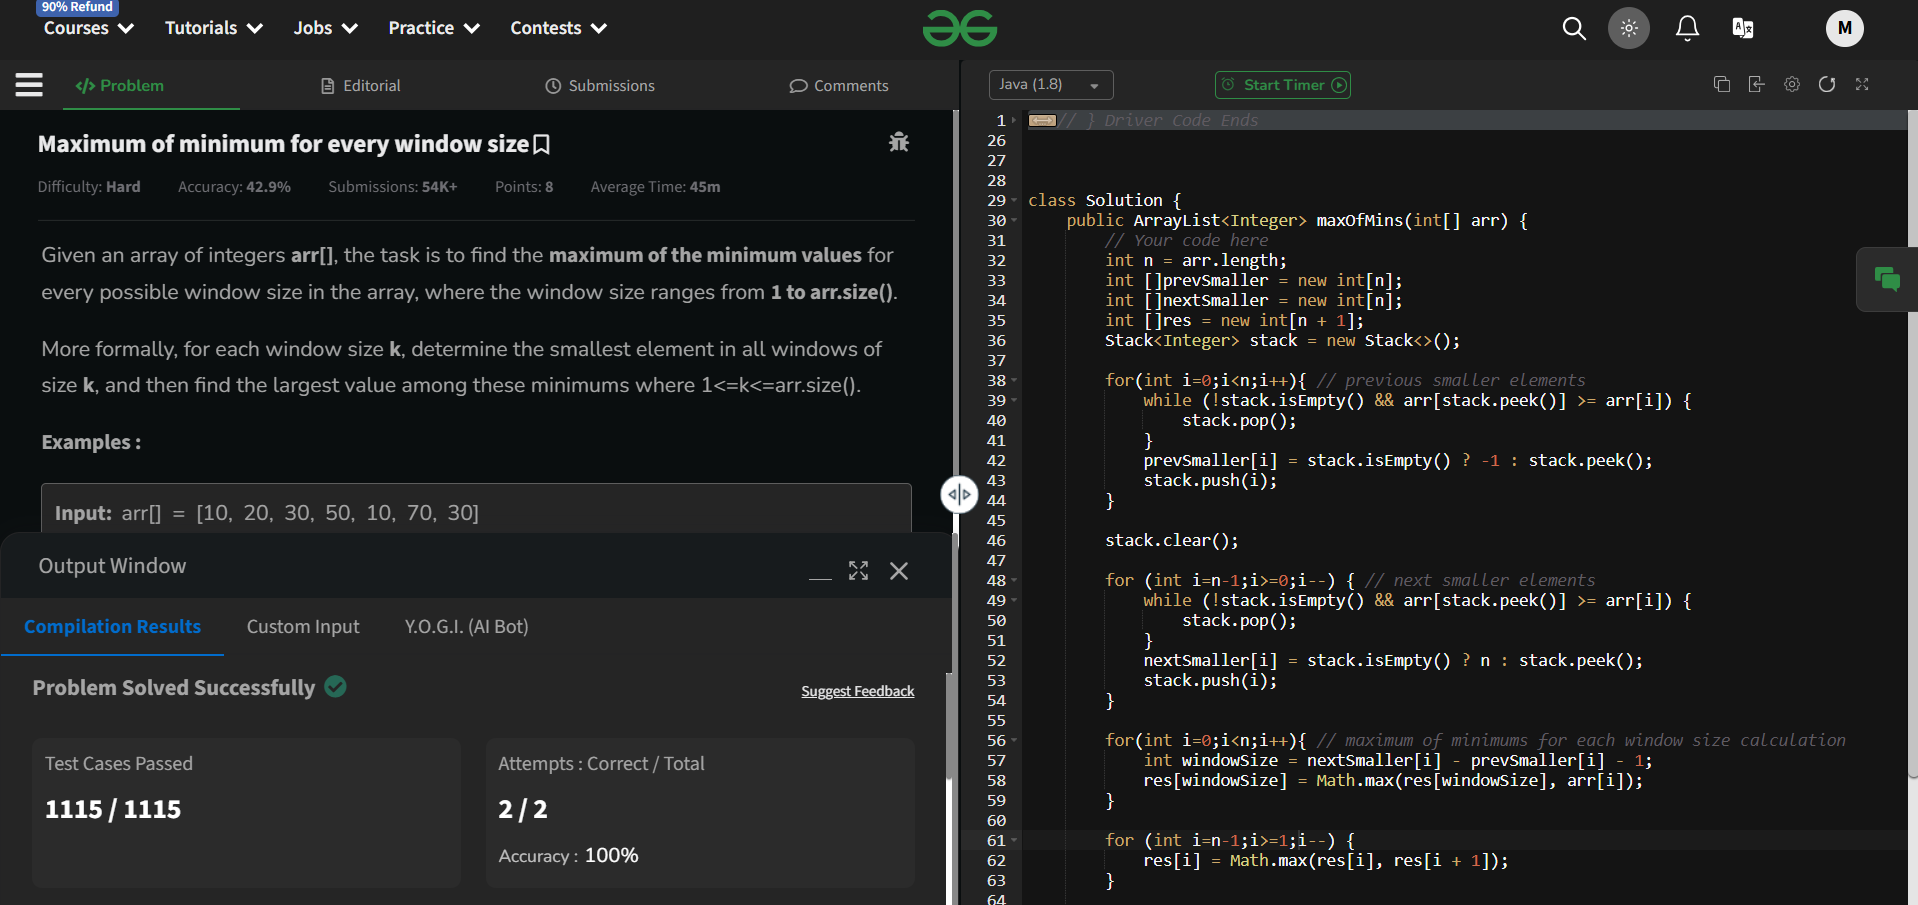 90% Refund
Courses Tutorials Jobs Practice Contests
M
Problem Editorial Submissions Comments
Java (1.8) Start Timer
Maximum of minimum for every window size
Difficulty: Hard Accuracy: 42.9% Submissions: 54K+ Points: 8 Average Time: 45m
Given an array of integers arr[], the task is to find the maximum of the minimum values for
every possible window size in the array, where the window size ranges from 1 to arr.size().
More formally, for each window size k, determine the smallest element in all windows of
size k, and then find the largest value among these minimums where 1<=k<=arr.size().
Examples :
Input: arr[] = [10, 20, 30, 50, 10, 70, 30]
Output Window
Compilation Results Custom Input Y.O.G.I. (AI Bot)
Problem Solved Successfully
Suggest Feedback
Test Cases Passed
1115 / 1115
Attempts : Correct / Total
2 / 2
Accuracy : 100%
1 // } Driver Code Ends
26
27
28
29 class Solution {
30     public ArrayList<Integer> maxOfMins(int[] arr) {
31         // Your code here
32         int n = arr.length;
33         int []prevSmaller = new int[n];
34         int []nextSmaller = new int[n];
35         int []res = new int[n + 1];
36         Stack<Integer> stack = new Stack<>();
37
38         for(int i=0;i<n;i++){ // previous smaller elements
39             while (!stack.isEmpty() && arr[stack.peek()] >= arr[i]) {
40                 stack.pop();
41             }
42             prevSmaller[i] = stack.isEmpty() ? -1 : stack.peek();
43             stack.push(i);
44         }
45
46         stack.clear();
47
48         for (int i=n-1;i>=0;i--) { // next smaller elements
49             while (!stack.isEmpty() && arr[stack.peek()] >= arr[i]) {
50                 stack.pop();
51             }
52             nextSmaller[i] = stack.isEmpty() ? n : stack.peek();
53             stack.push(i);
54         }
55
56         for(int i=0;i<n;i++){ // maximum of minimums for each window size calculation
57             int windowSize = nextSmaller[i] - prevSmaller[i] - 1;
58             res[windowSize] = Math.max(res[windowSize], arr[i]);
59         }
60
61         for (int i=n-1;i>=1;i--) {
62             res[i] = Math.max(res[i], res[i + 1]);
63         }
64